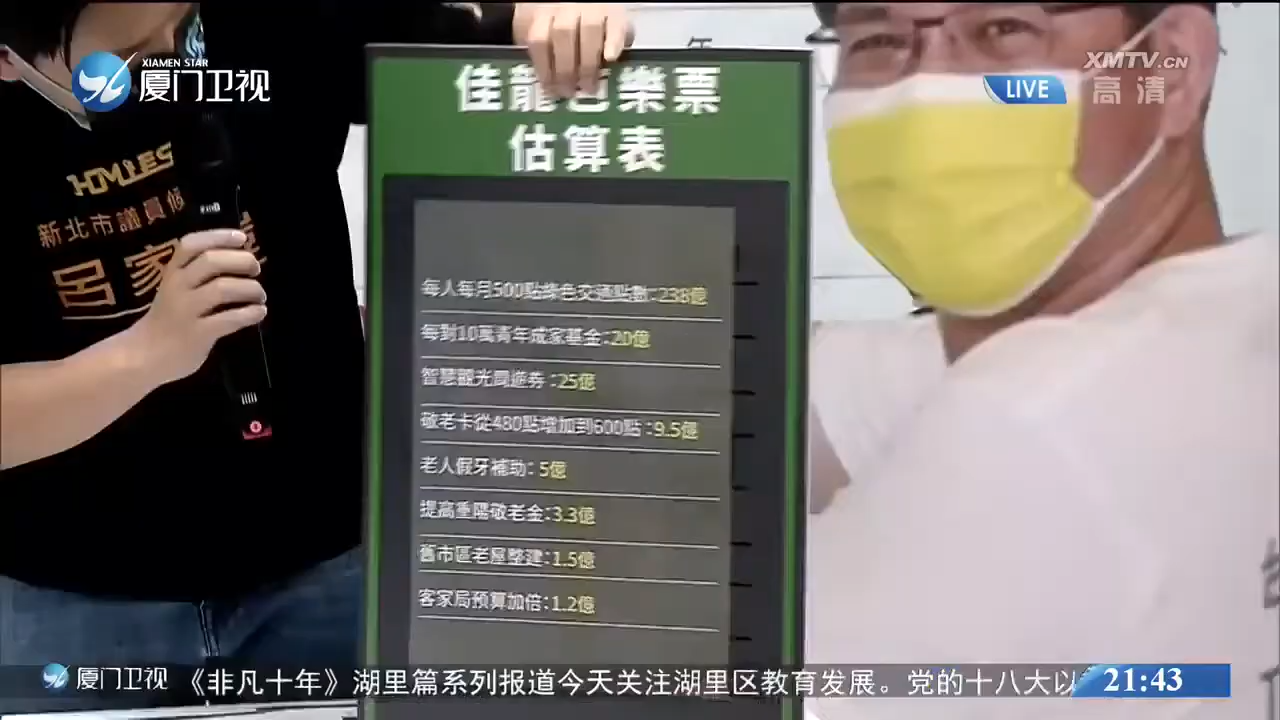 XIAMEN STAR
厦门卫视
XMTV.CN
LIVE
高清
佳龍芭樂票
估算表
HOMIES
新北市議員候
呂家
每人每月500點綠色交通點數:238億
每對10萬青年成家基金:20億
智慧觀光周遊券:25億
敬老卡從480點增加到600點:9.5億
老人假牙補助:5億
提高重陽敬老金:3.3億
舊市區老屋整建:1.5億
客家局預算加倍:1.2億
厦门卫视 《非凡十年》湖里篇系列报道今天关注湖里区教育发展。党的十八大以
21:43